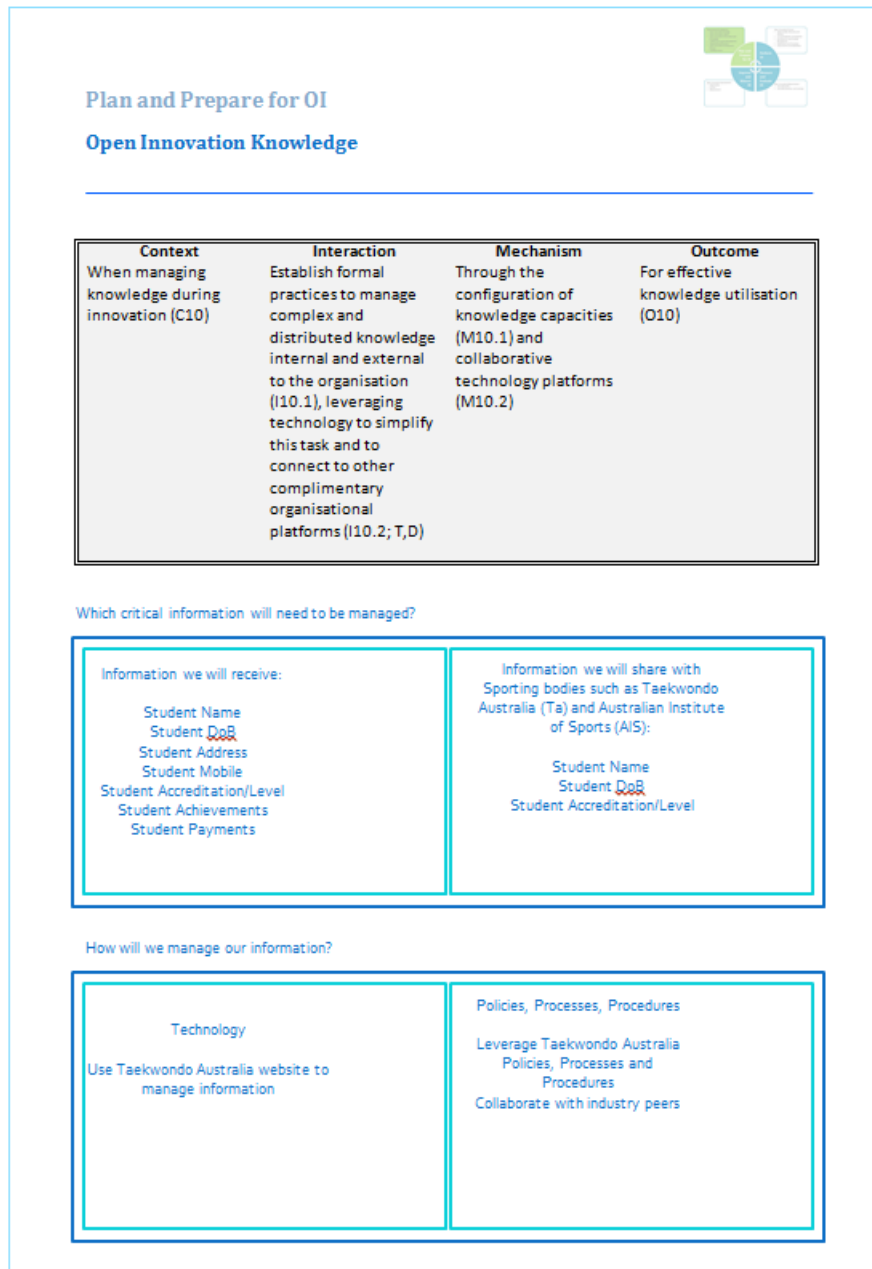 Plan and Prepare for OI
Open Innovation Knowledge
Context
When managing
knowledge during
innovation (C10)
Interaction
Establish formal
practices to manage
complex and
distributed knowledge
internal and external
to the organisation
(I10.1), leveraging
technology to simplify
this task and to
connect to other
complimentary
organisational
platforms (I10.2; T,D)
Mechanism
Through the
configuration of
knowledge capacities
(M10.1) and
collaborative
technology platforms
(M10.2)
Outcome
For effective
knowledge utilisation
(O10)
Which critical information will need to be managed?
Information we will receive:
Student Name
Student DoB
Student Address
Student Mobile
Student Accreditation/Level
Student Achievements
Student Payments
Information we will share with
Sporting bodies such as Taekwondo
Australia (Ta) and Australian Institute
of Sports (AIS):
Student Name
Student DoB
Student Accreditation/Level
How will we manage our information?
Technology
Use Taekwondo Australia website to
manage information
Policies, Processes, Procedures
Leverage Taekwondo Australia
Policies, Processes and
Procedures
Collaborate with industry peers